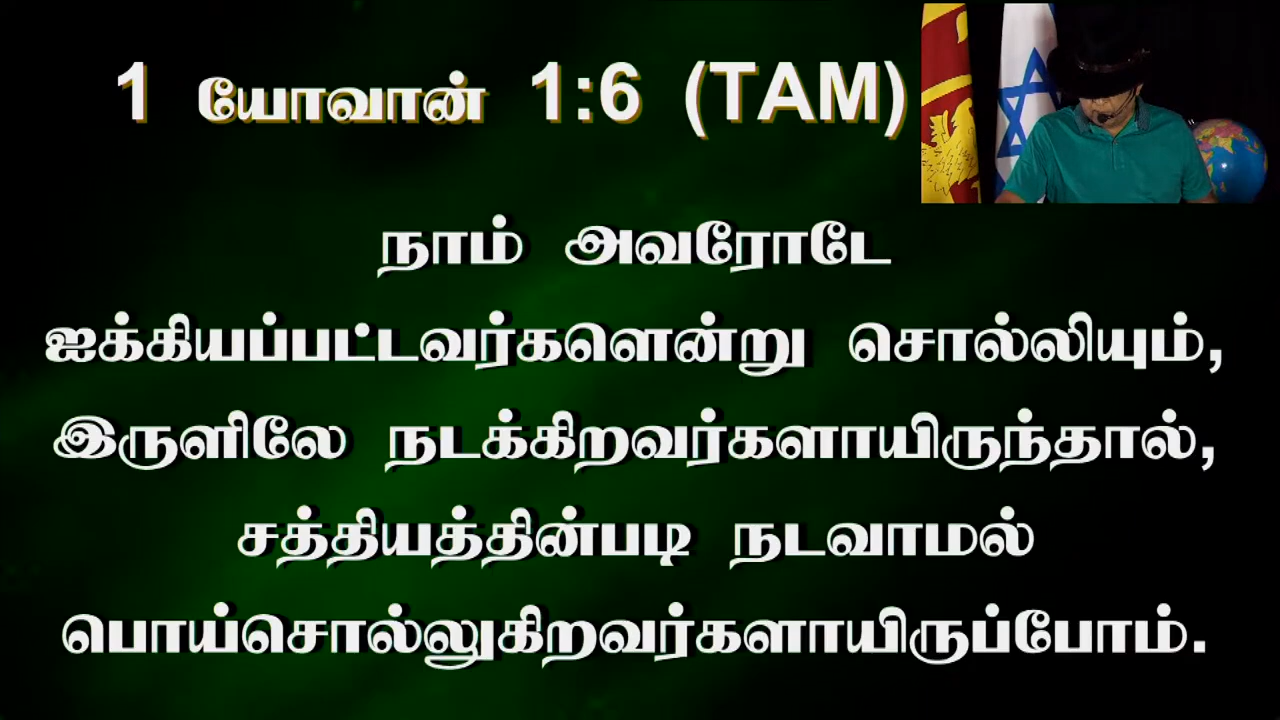 1 யோவான் 1:6 (TAM)
நாம் அவரோடே
ஐக்கியப்பட்டவர்களென்று சொல்லியும்,
இருளிலே நடக்கிறவர்களாயிருந்தால்,
சத்தியத்தின்படி நடவாமல்
பொய்சொல்லுகிறவர்களாயிருப்போம்.